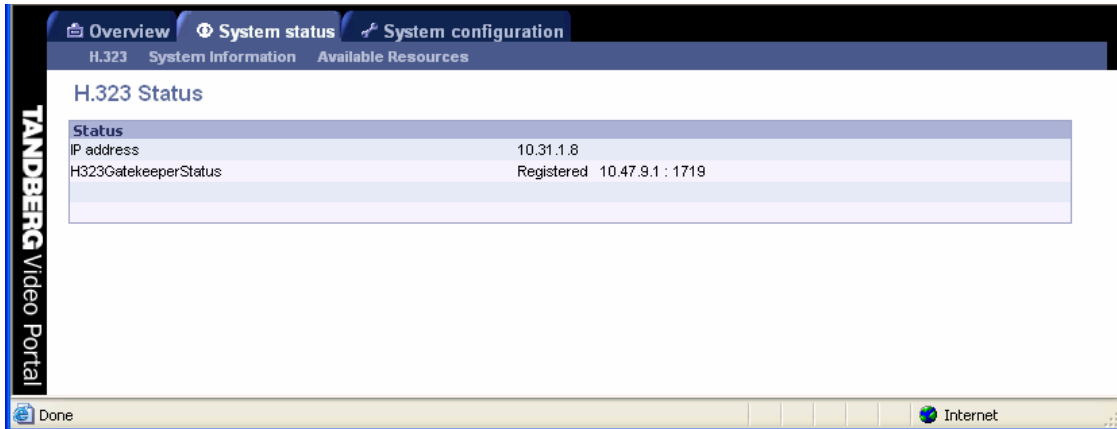 Overview System status System configuration
H.323 System Information Available Resources
H.323 Status
Status
IP address 10.31.1.8
H323GatekeeperStatus Registered 10.47.9.1 : 1719
TANDBERG Video Portal
Done Internet